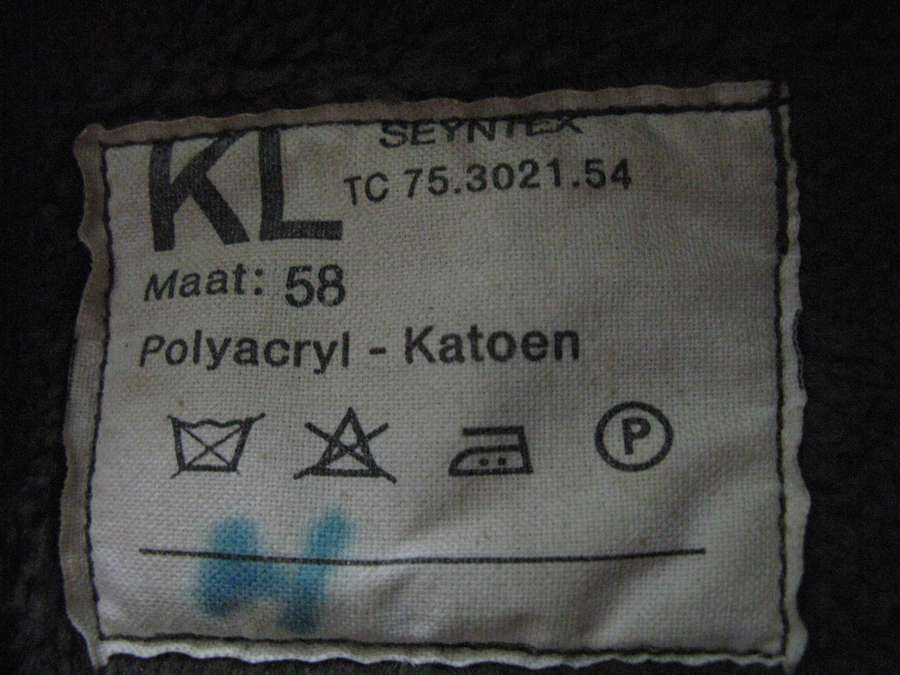 KL
SEYNTEX
TC 75.3021.54
Maat: 58
Polyacryl - Katoen
P